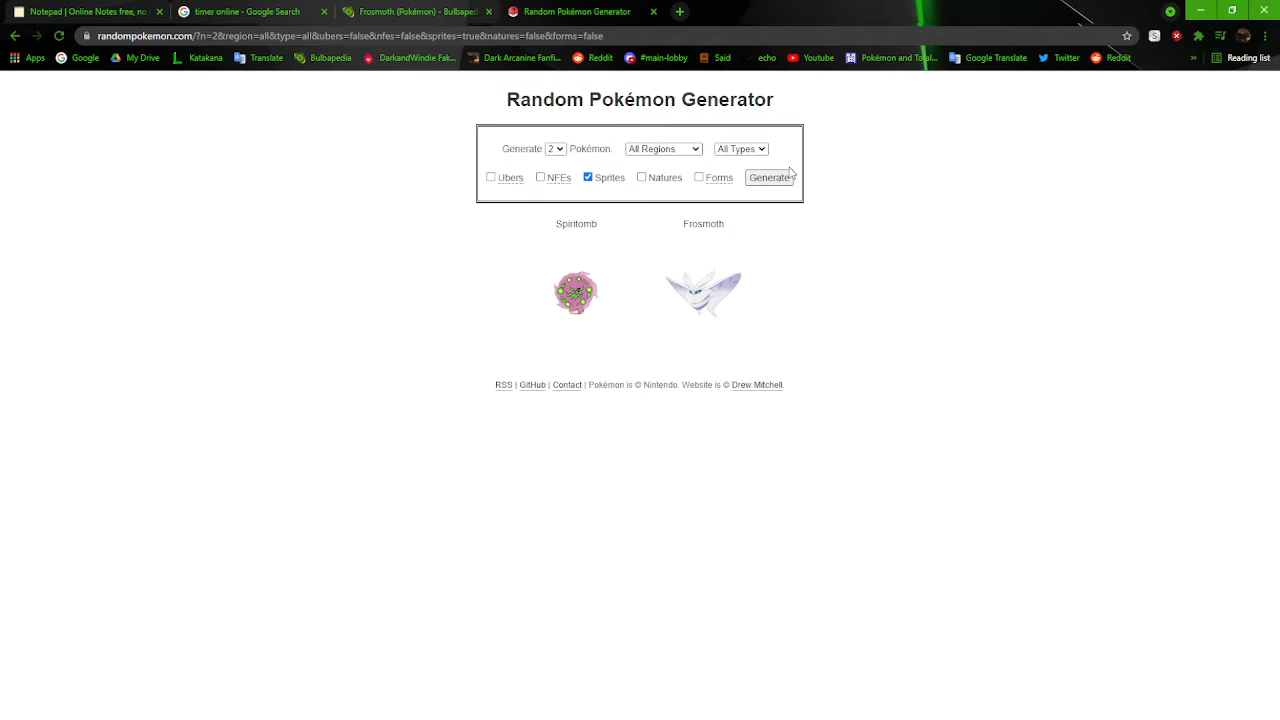 Notepad | Online Notes free, no
timer online - Google Search
Frosmoth (Pokémon) - Bulbaped
Random Pokémon Generator
randompokemon.com/?n=2&region=all&type=all&ubers=false&nfes=false&sprites=true&natures=false&forms=false
Apps Google My Drive Katakana Translate Bulbapedia DarkandWindie Fak... Dark Arcanine Fanfi... Reddit #main-lobby Said echo Youtube Pokémon and Total... Google Translate Twitter Reddit » Reading list
Random Pokémon Generator
Generate 2 Pokémon. All Regions All Types
Ubers NFEs Sprites Natures Forms Generate
Spiritomb Frosmoth
RSS | GitHub | Contact | Pokémon is © Nintendo. Website is © Drew Mitchell.